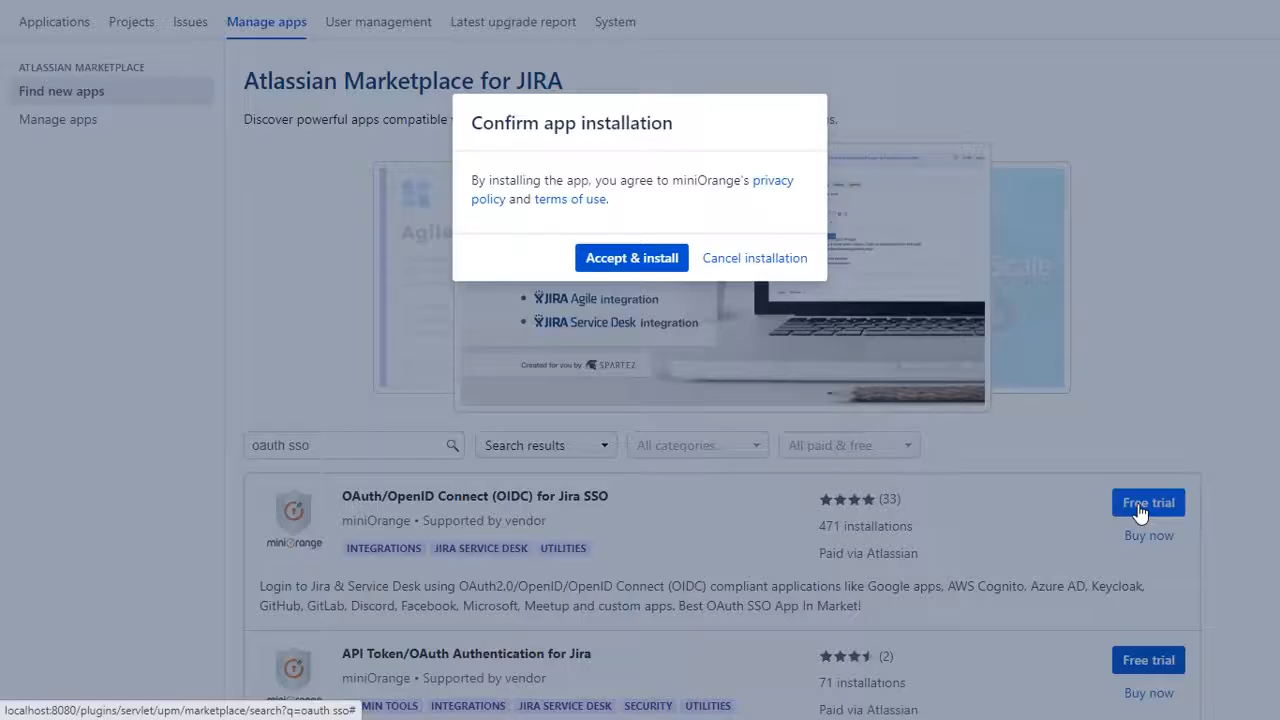 Applications Projects Issues Manage apps User management Latest upgrade report System
ATLASSIAN MARKETPLACE
Find new apps
Manage apps
Atlassian Marketplace for JIRA
Discover powerful apps compatible
s.
Confirm app installation
By installing the app, you agree to miniOrange's privacy
policy and terms of use.
Accept & install Cancel installation
Agile
Scale
• JIRA Agile integration
• JIRA Service Desk integration
Created for you by SPARTEZ
oauth sso Search results All categories All paid & free
OAuth/OpenID Connect (OIDC) for Jira SSO
miniOrange • Supported by vendor
INTEGRATIONS JIRA SERVICE DESK UTILITIES
miniOrange
(33)
471 installations
Paid via Atlassian
Free trial
Buy now
Login to Jira & Service Desk using OAuth2.0/OpenID/OpenID Connect (OIDC) compliant applications like Google apps, AWS Cognito, Azure AD, Keycloak,
GitHub, GitLab, Discord, Facebook, Microsoft, Meetup and custom apps. Best OAuth SSO App In Market!
API Token/OAuth Authentication for Jira
miniOrange • Supported by vendor
MIN TOOLS INTEGRATIONS JIRA SERVICE DESK SECURITY UTILITIES
miniOrange
(2)
71 installations
Paid via Atlassian
Free trial
Buy now
localhost:8080/plugins/servlet/upm/marketplace/search?q=oauth sso#